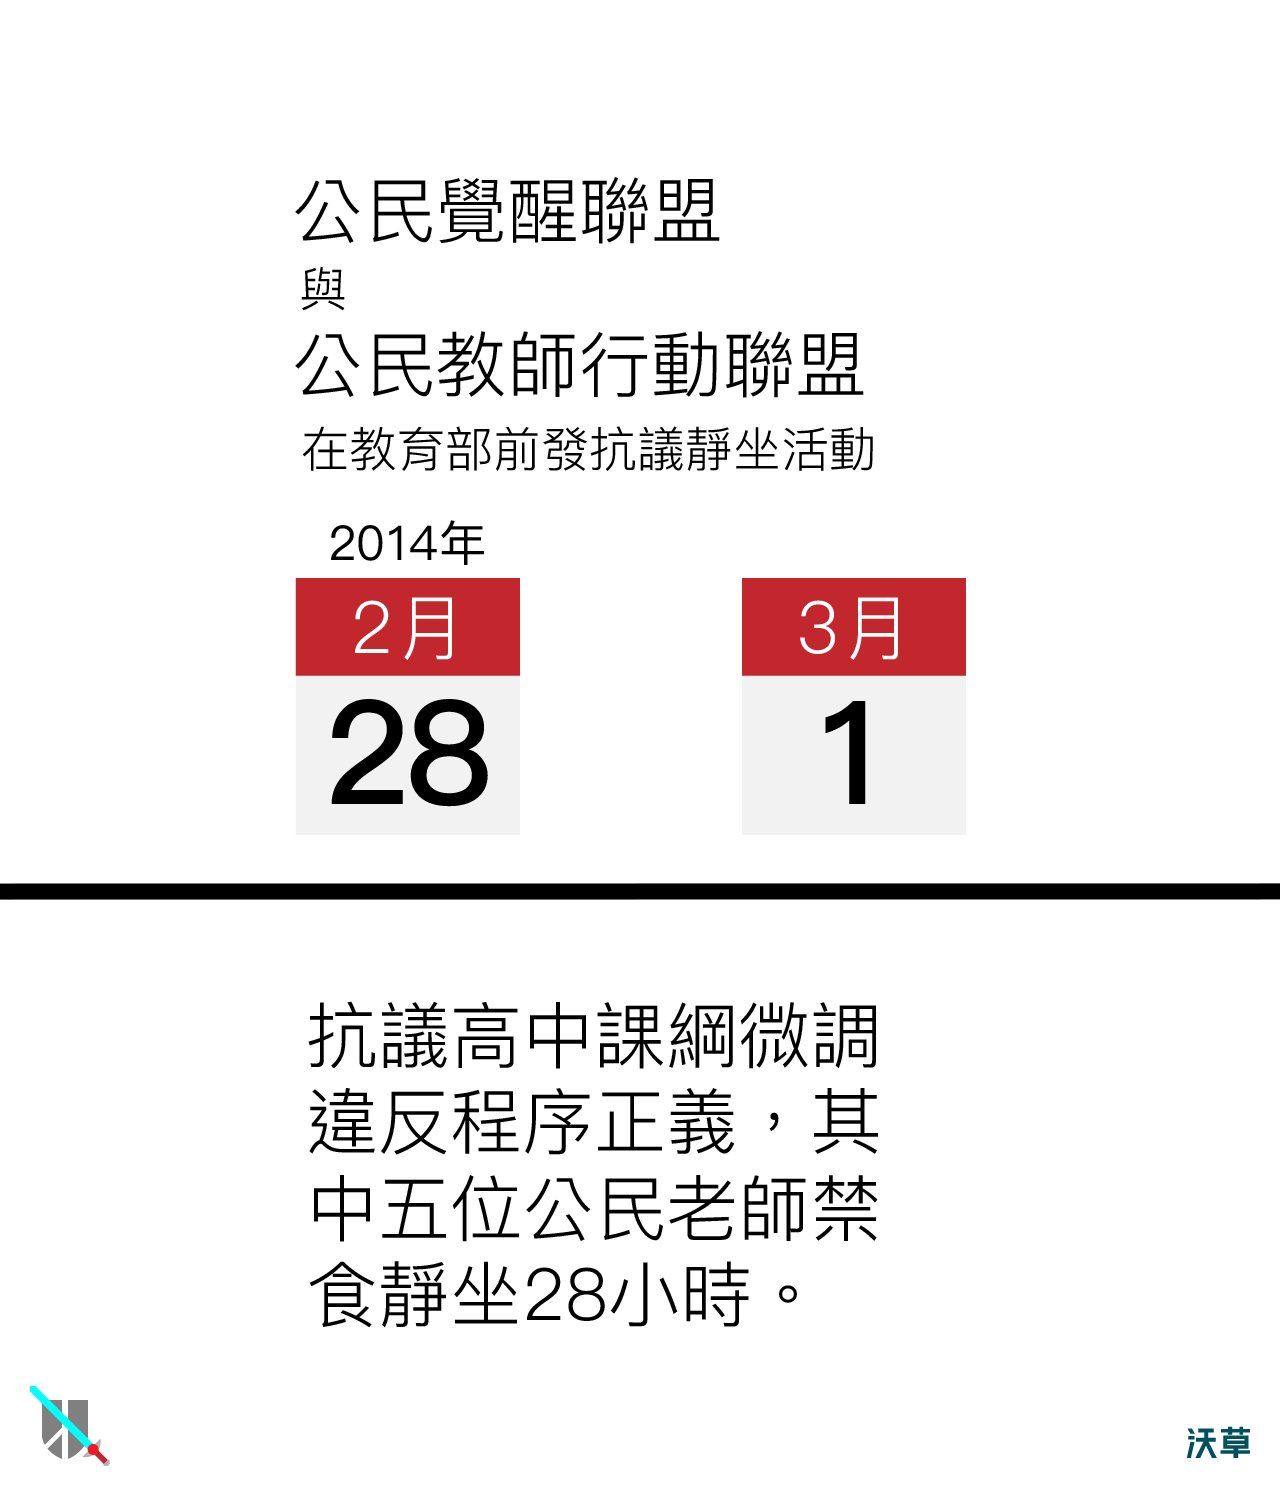 公民覺醒聯盟
與
公民教師行動聯盟
在教育部前發抗議靜坐活動
2014年
2月
28
3月
1
抗議高中課綱微調
違反程序正義，其
中五位公民老師禁
食靜坐28小時。
沃草